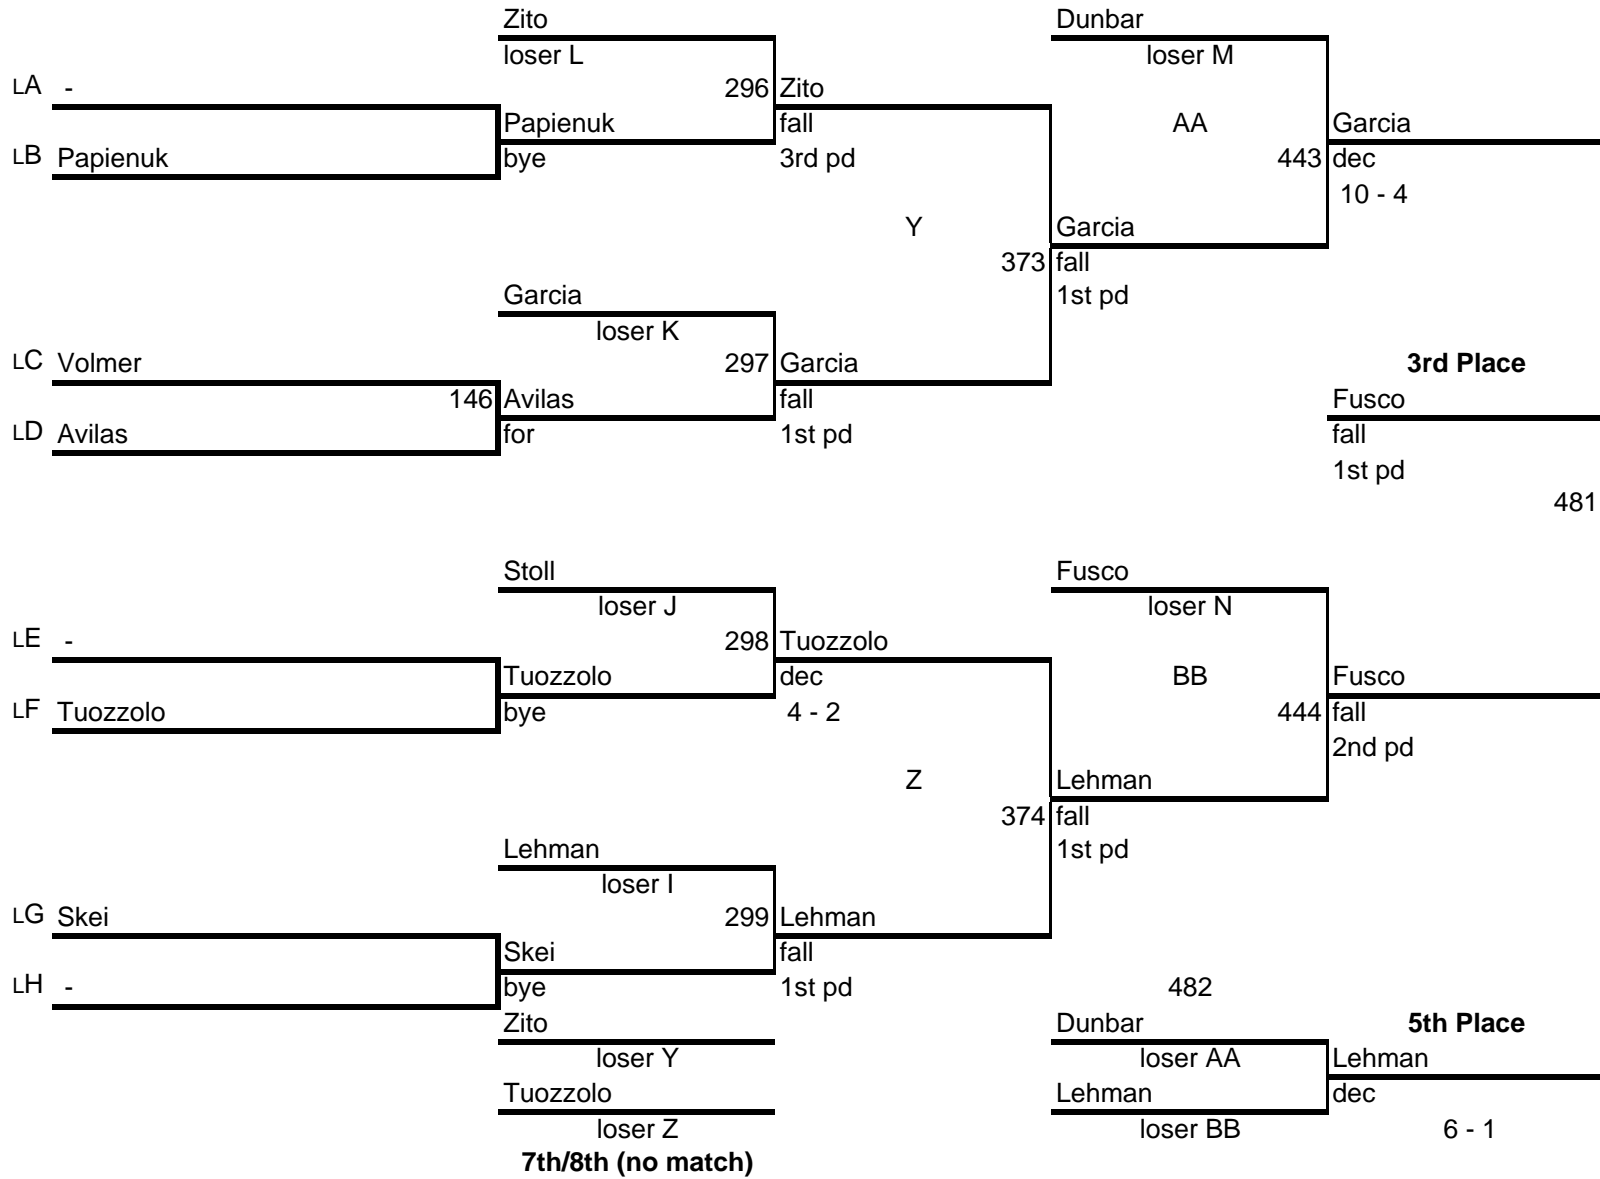 Zito Dunbar
loser L loser M
LA - 296 Zito
Papienuk fall AA Garcia
LB Papienuk bye 3rd pd 443 dec
10 - 4
Y Garcia
373 fall
Garcia 1st pd
loser K
LC Volmer 297 Garcia 3rd Place
146 Avilas fall Fusco
LD Avilas for 1st pd fall
1st pd
481
Stoll Fusco
loser J loser N
LE - 298 Tuozzolo
Tuozzolo dec BB Fusco
LF Tuozzolo bye 4 - 2 444 fall
2nd pd
Z Lehman
374 fall
Lehman 1st pd
loser I
LG Skei 299 Lehman
Skei fall
LH - bye 1st pd 482
Zito Dunbar 5th Place
loser Y loser AA Lehman
Tuozzolo Lehman dec
loser Z loser BB 6 - 1
7th/8th (no match)